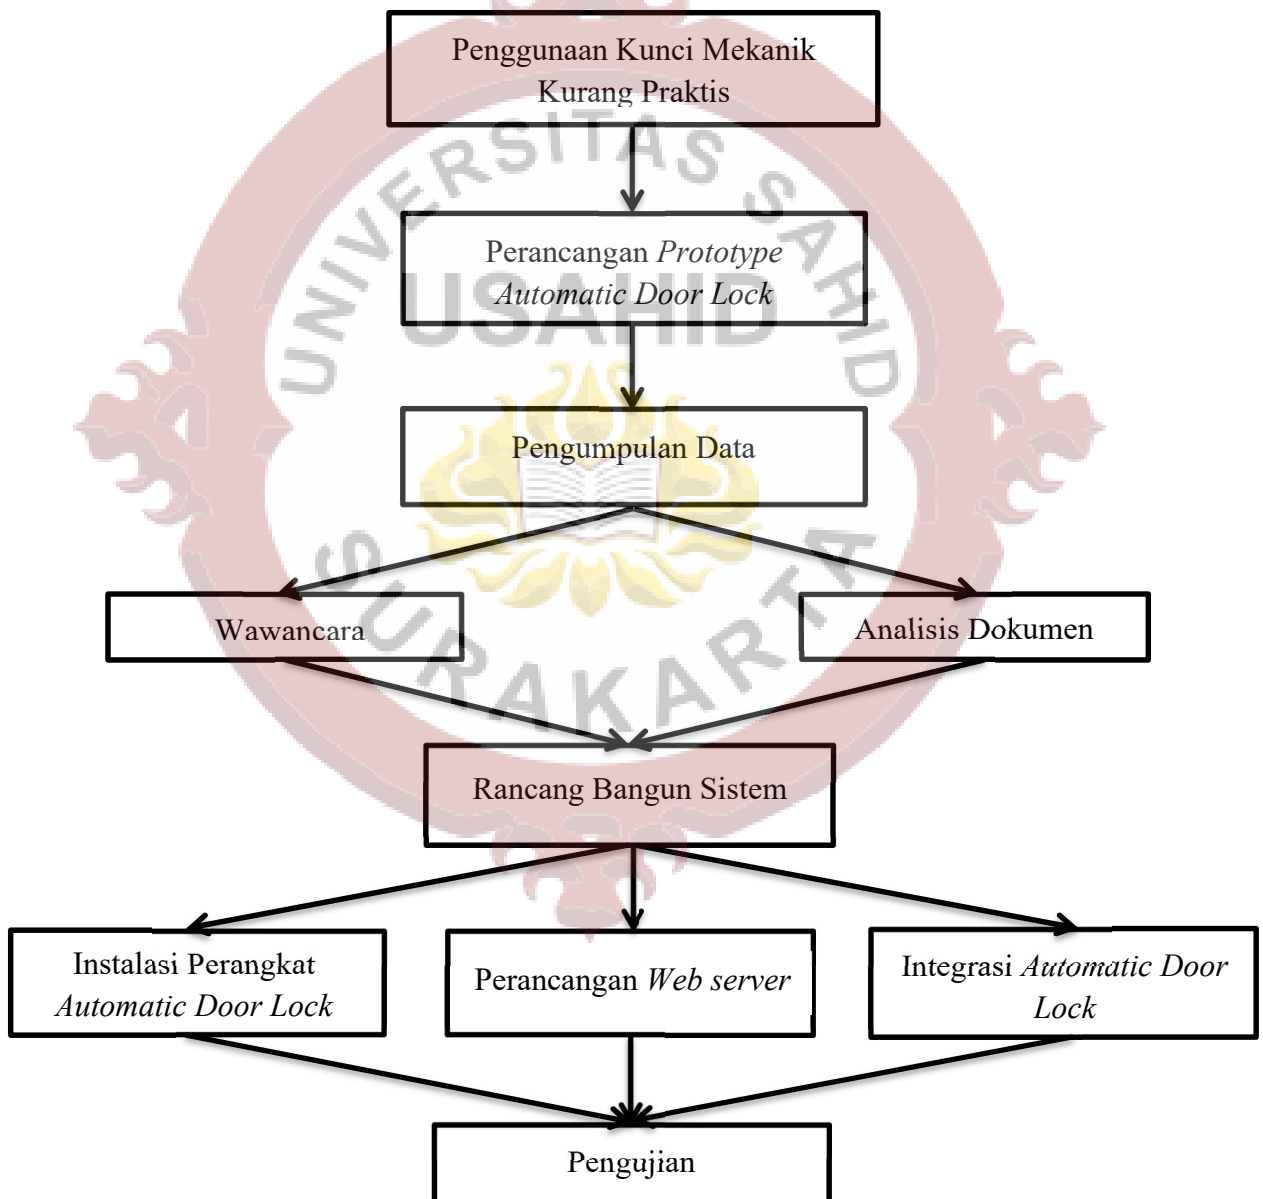 Penggunaan Kunci Mekanik
Kurang Praktis
UNIVERSITAS SAHID
Perancangan Prototype
Automatic Door Lock
USAHID
Pengumpulan Data
Wawancara
Analisis Dokumen
SURAKARTA
Rancang Bangun Sistem
Instalasi Perangkat
Automatic Door Lock
Perancangan Web server
Integrasi Automatic Door
Lock
Pengujian